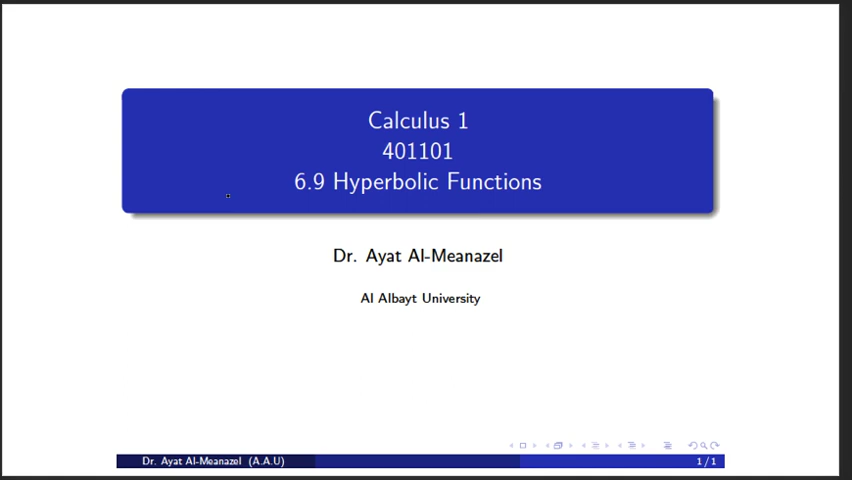 Calculus 1
401101
6.9 Hyperbolic Functions
Dr. Ayat Al-Meanazel
Al Albayt University
Dr. Ayat Al-Meanazel (A.A.U)
1 / 1